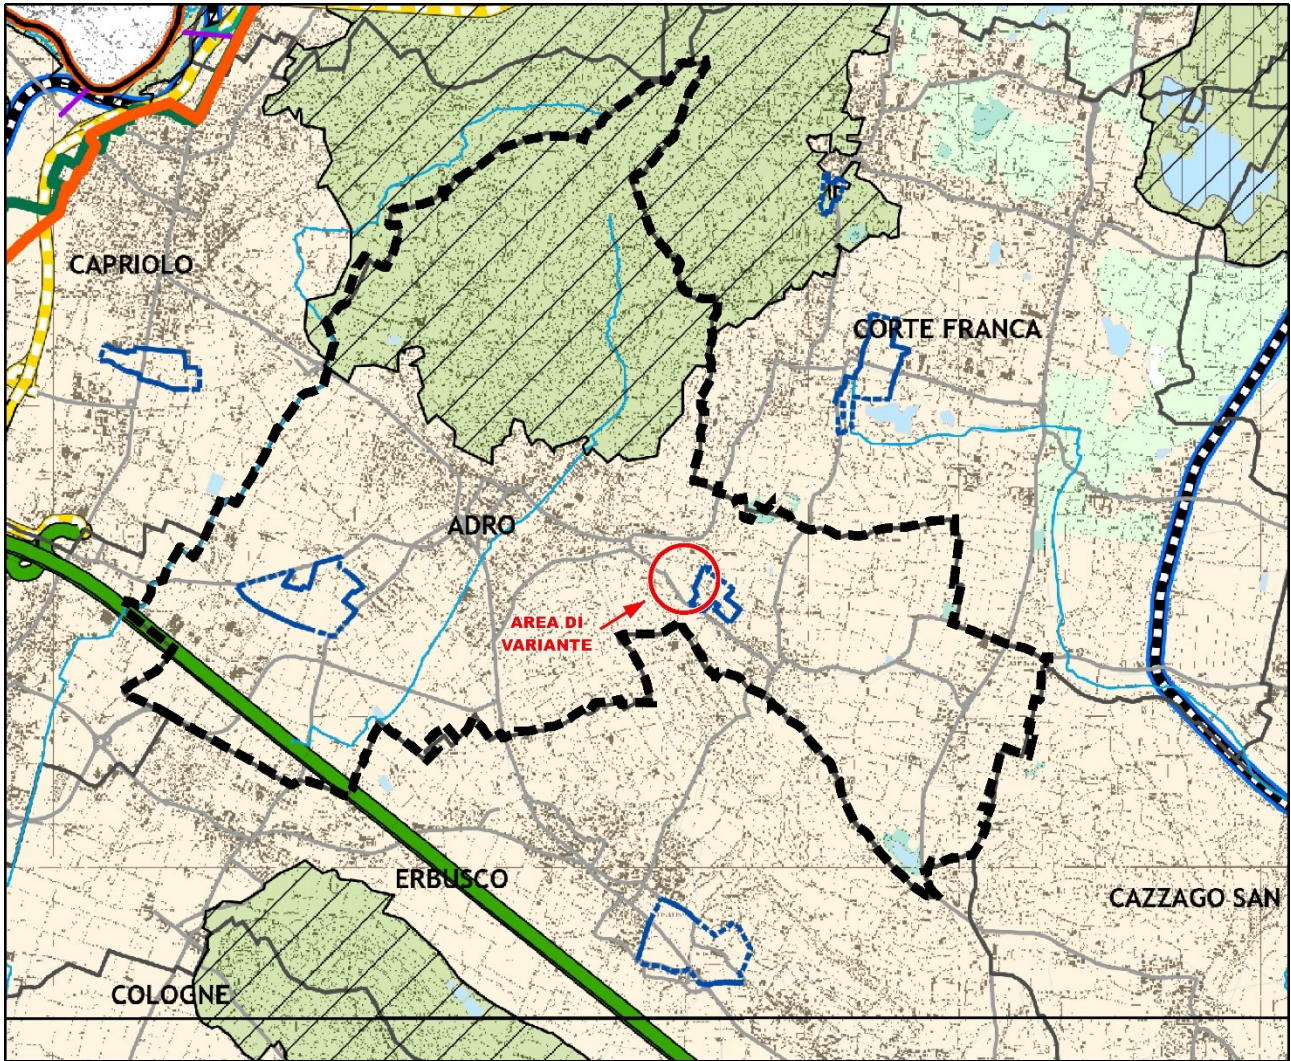 CAPRIOLO
CORTE FRANCA
ADRO
AREA DI
VARIANTE
ERBUSCO
CAZZAGO SAN
COLOGNE